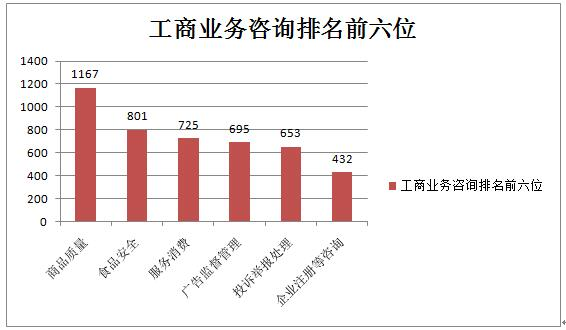 工商业务咨询排名前六位
1400
1200
1000
800
600
400
200
0
1167
801
725
695
653
432
商品质量
食品安全
服务消费
广告监督管理
投诉举报处理
企业注册等咨询
工商业务咨询排名前六位